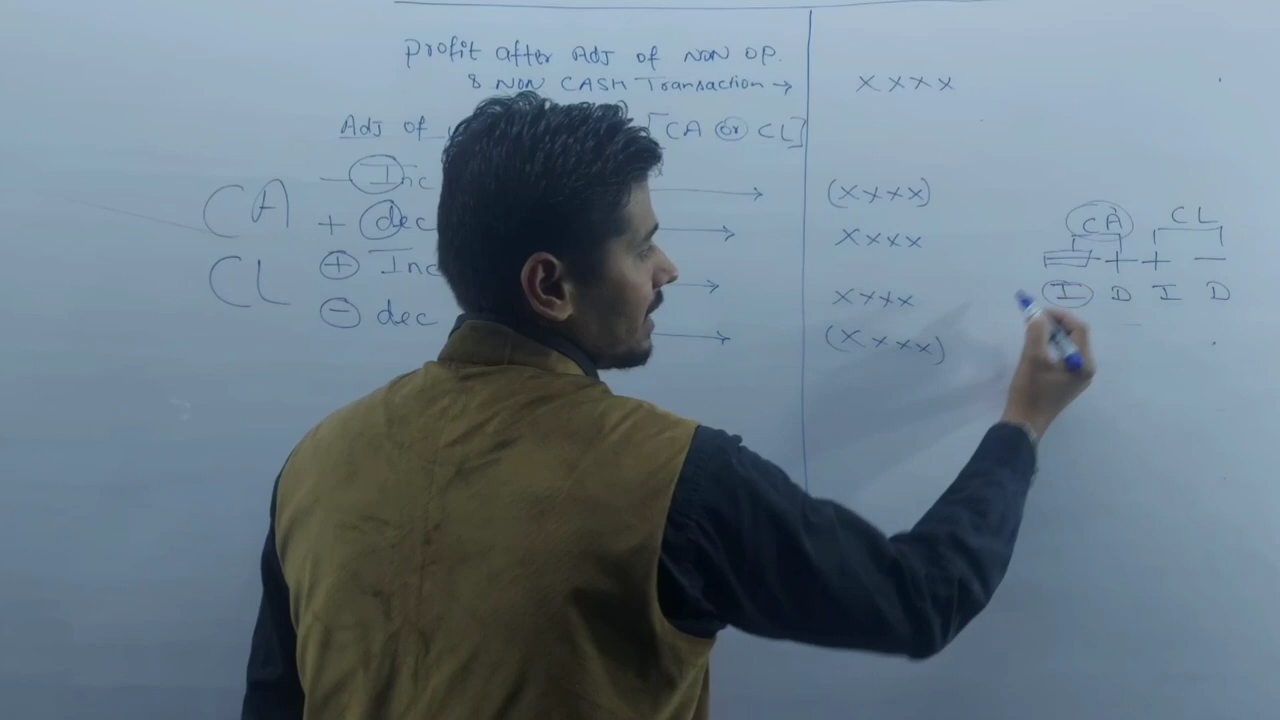 Profit after Adj of NON OP.
& NON CASH Transaction → XXXX
Adj of [CA or CL]
CA
– Inc → (XXXX)
+ dec → XXXX
CL
+ Inc → XXXX
– dec → (XXXX)
CA CL
– + + –
I D I D